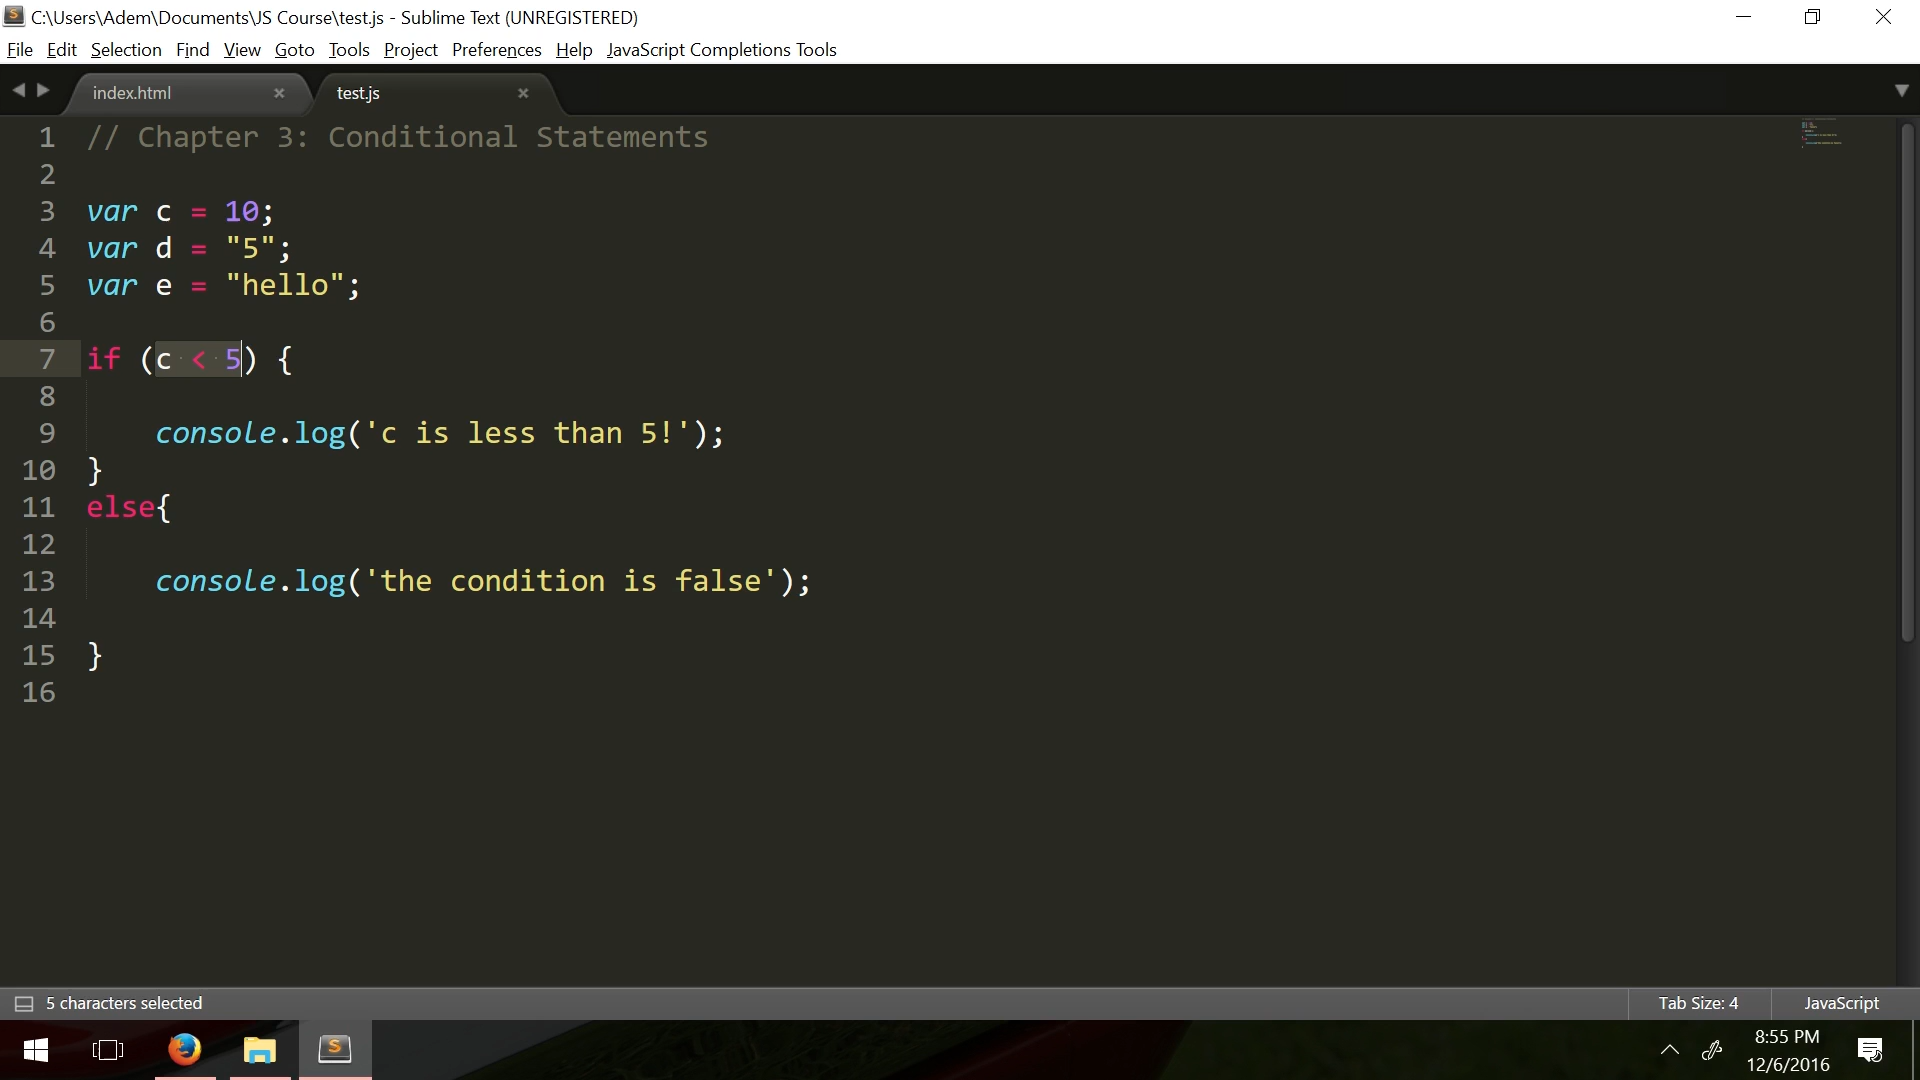 C:\Users\Adem\Documents\JS Course\test.js - Sublime Text (UNREGISTERED)
File Edit Selection Find View Goto Tools Project Preferences Help JavaScript Completions Tools
index.html test.js
1 // Chapter 3: Conditional Statements
2
3 var c = 10;
4 var d = "5";
5 var e = "hello";
6
7 if (c < 5) {
8
9     console.log('c is less than 5!');
10 }
11 else{
12
13     console.log('the condition is false');
14
15 }
16
5 characters selected Tab Size: 4 JavaScript
8:55 PM
12/6/2016